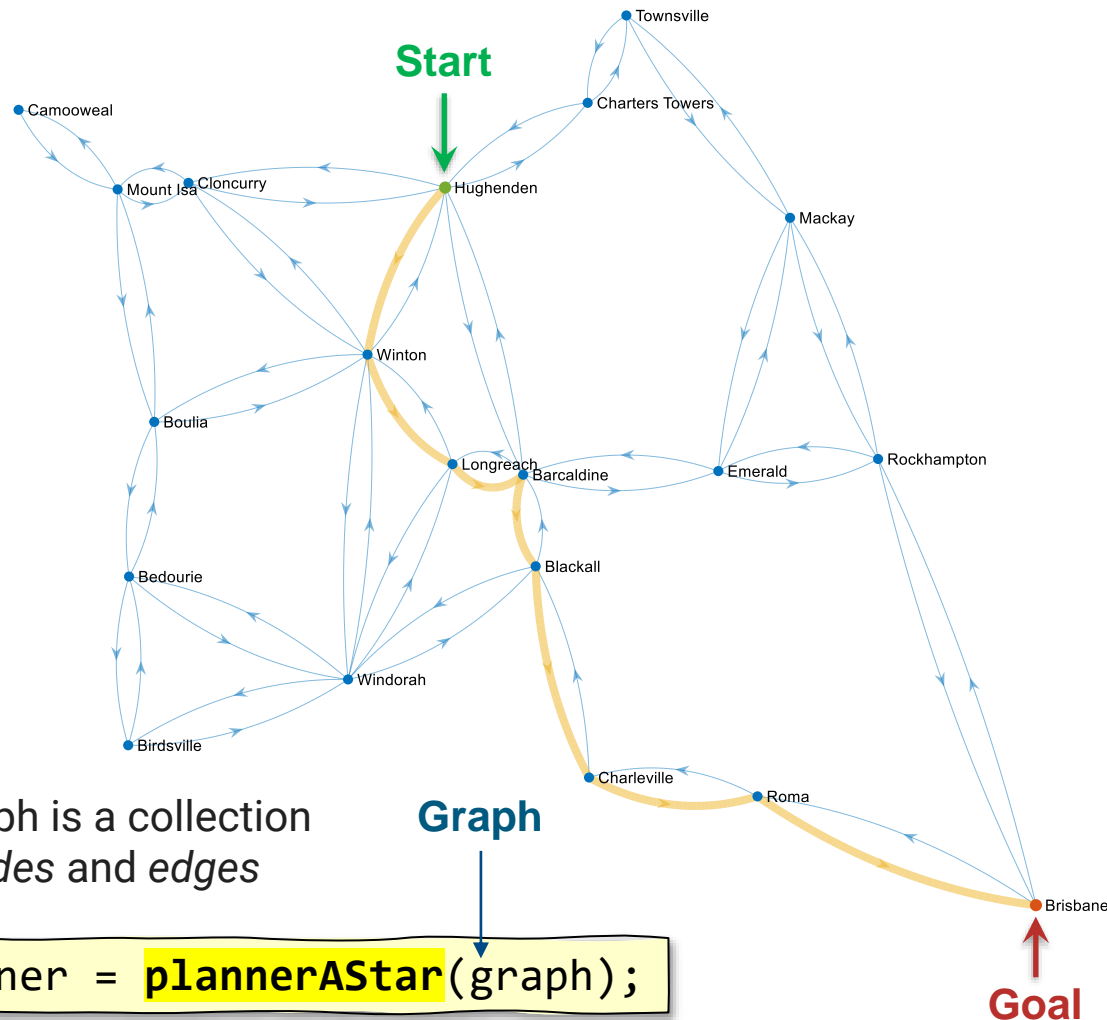 Townsville
Start
Camooweal
Charters Towers
Mount Isa
Cloncurry
Hughenden
Mackay
Winton
Boulia
Longreach
Barcaldine
Emerald
Rockhampton
Blackall
Bedourie
Windorah
Birdsville
Charleville
Roma
ph is a collection
des and edges
Graph
Brisbane
ner = plannerAStar(graph);
Goal